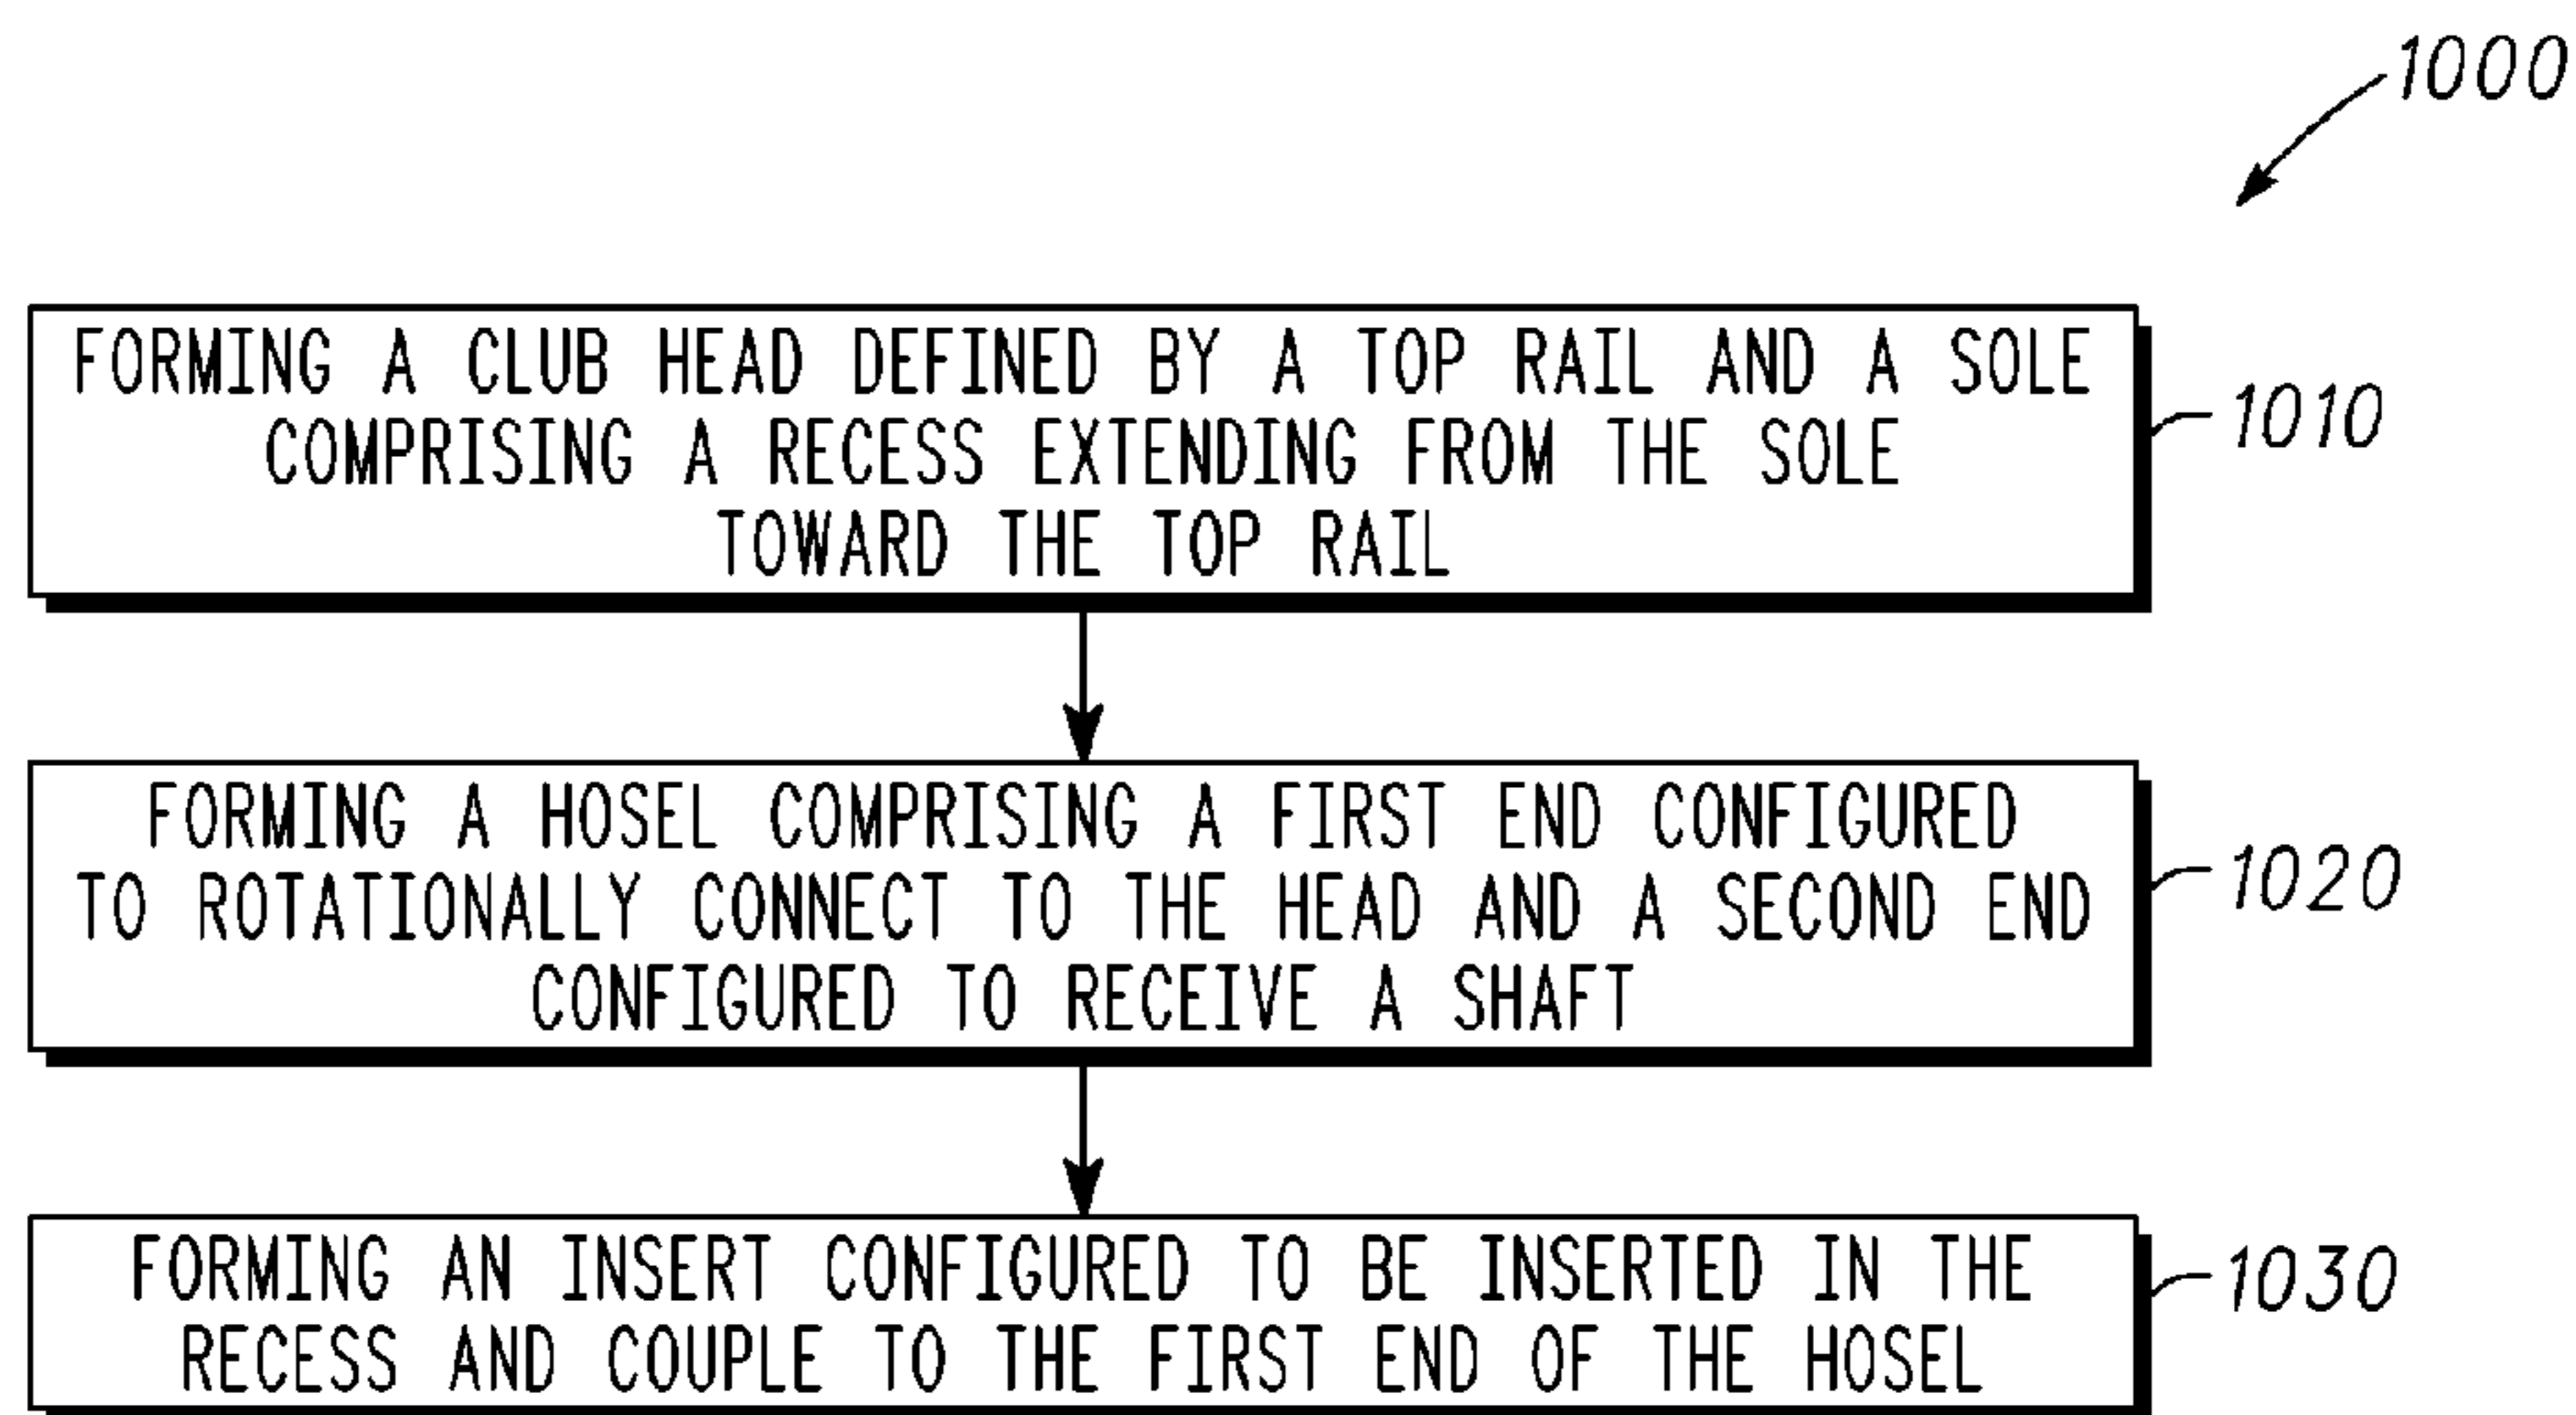 1000
FORMING A CLUB HEAD DEFINED BY A TOP RAIL AND A SOLE
COMPRISING A RECESS EXTENDING FROM THE SOLE
TOWARD THE TOP RAIL
1010
FORMING A HOSEL COMPRISING A FIRST END CONFIGURED
TO ROTATIONALLY CONNECT TO THE HEAD AND A SECOND END
CONFIGURED TO RECEIVE A SHAFT
1020
FORMING AN INSERT CONFIGURED TO BE INSERTED IN THE
RECESS AND COUPLE TO THE FIRST END OF THE HOSEL
1030